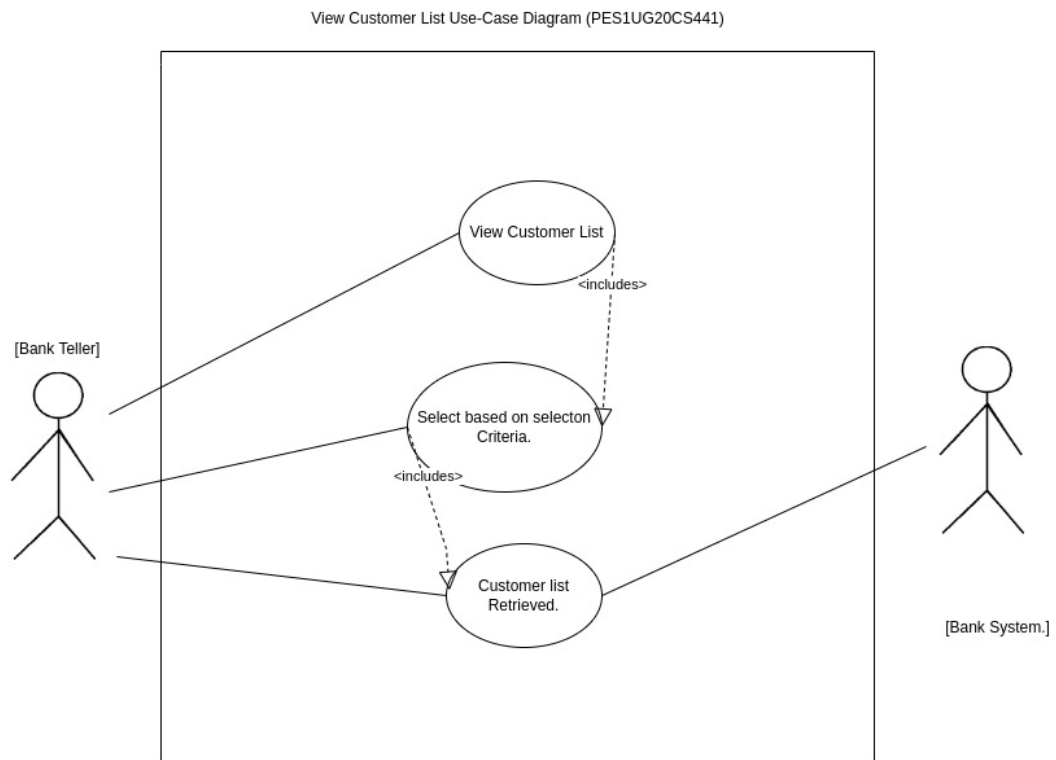 View Customer List Use-Case Diagram (PES1UG20CS441)
View Customer List
<includes>
[Bank Teller]
Select based on selecton
Criteria.
<includes>
Customer list
Retrieved.
[Bank System.]